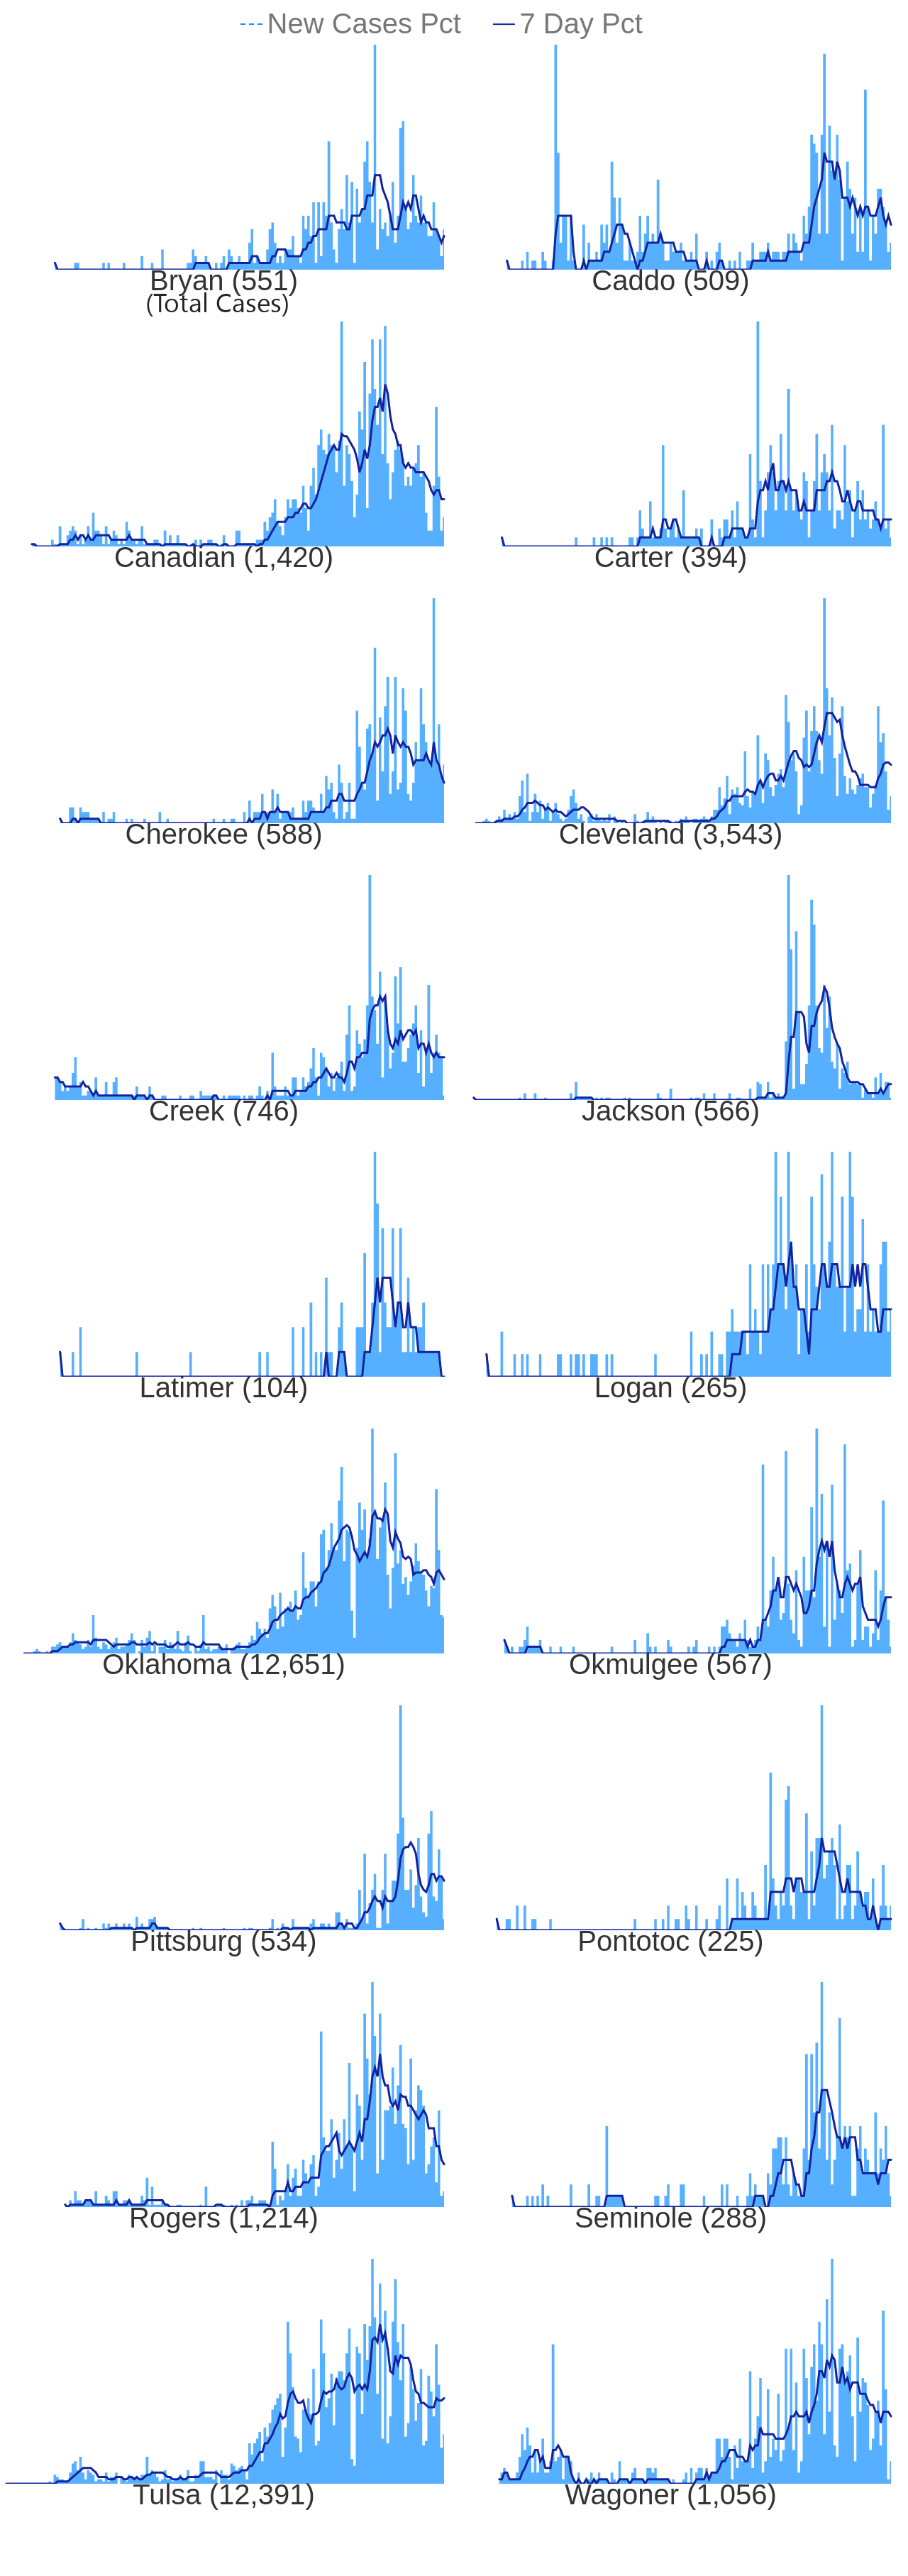 New Cases Pct 7 Day Pct
Bryan (551) Caddo (509)
(Total Cases)
Canadian (1,420) Carter (394)
Cherokee (588) Cleveland (3,543)
Creek (746) Jackson (566)
Latimer (104) Logan (265)
Oklahoma (12,651) Okmulgee (567)
Pittsburg (534) Pontotoc (225)
Rogers (1,214) Seminole (288)
Tulsa (12,391) Wagoner (1,056)